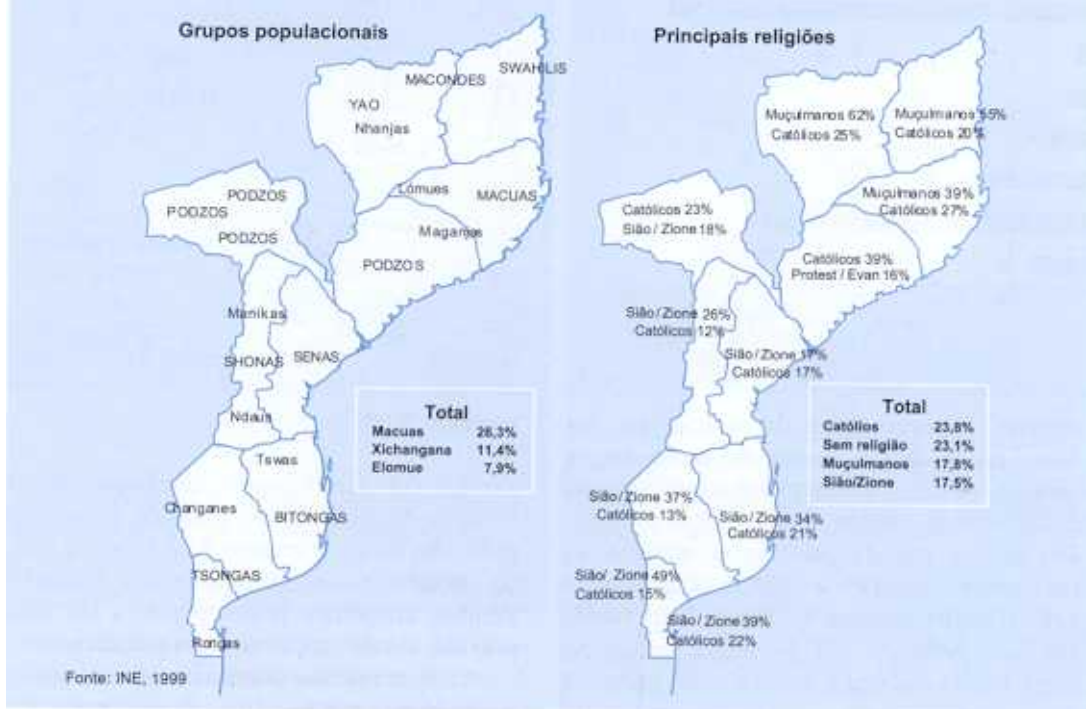 Grupos populacionais
SWAHILIS
MACONDES
YAO
Nhanjas
Lomues
MACUAS
PODZOS
PODZOS
PODZOS
Maganjas
PODZOS
Manikas
SENAS
SHONAS
Ndaus
Tswas
Changanes
BITONGAS
TSONGAS
Rongas
Total
Macuas 26,3%
Xichangana 11,4%
Elomue 7,9%
Fonte: INE, 1999
Principais religiões
Muçulmanos 62%
Católicos 25%
Muçulmanos 55%
Católicos 20%
Muçulmanos 39%
Católicos 27%
Católicos 23%
Sião / Zione 18%
Católicos 39%
Protest / Evan 16%
Sião / Zione 26%
Católicos 12%
Sião / Zione 17%
Católicos 17%
Total
Católios 23,8%
Sem religião 23,1%
Muçulmanos 17,8%
Sião/Zione 17,5%
Sião / Zione 37%
Católicos 13%
Sião / Zione 34%
Católicos 21%
Sião/ Zione 49%
Católicos 15%
Sião / Zione 39%
Católicos 22%